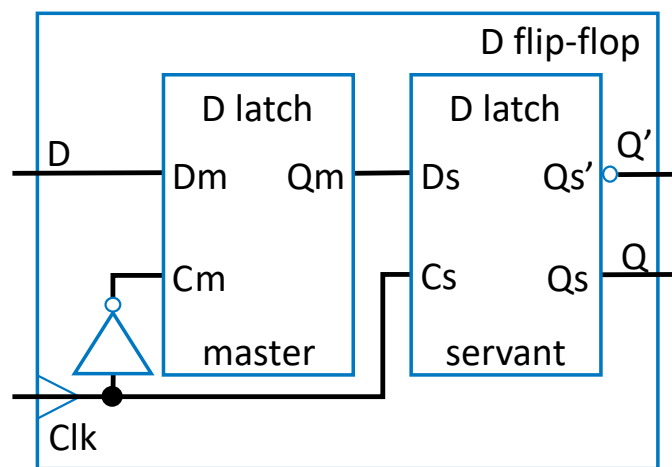 D flip-flop
D latch
D latch
D
Q’
Dm
Qm
Ds
Qs’
Q
Cm
Cs
Qs
master
servant
Clk